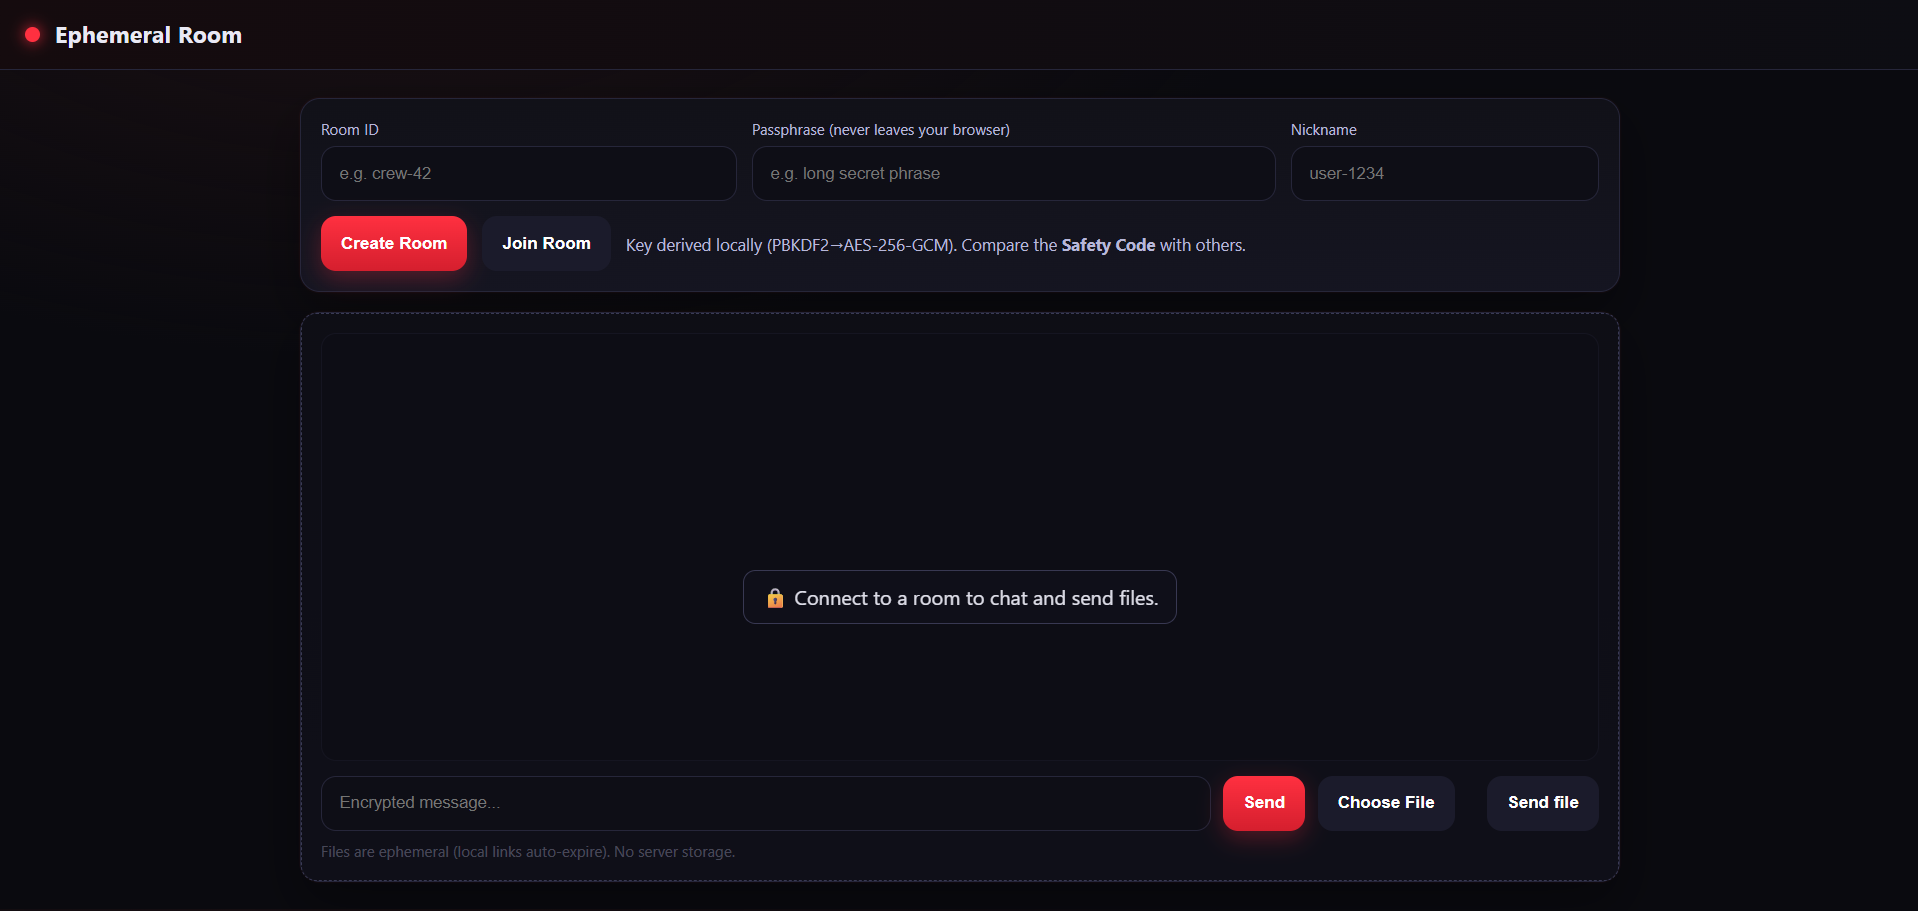 Ephemeral Room
Room ID
Passphrase (never leaves your browser)
Nickname
e.g. crew-42
e.g. long secret phrase
user-1234
Create Room
Join Room
Key derived locally (PBKDF2→AES-256-GCM). Compare the Safety Code with others.
🔒 Connect to a room to chat and send files.
Encrypted message...
Send
Choose File
Send file
Files are ephemeral (local links auto-expire). No server storage.